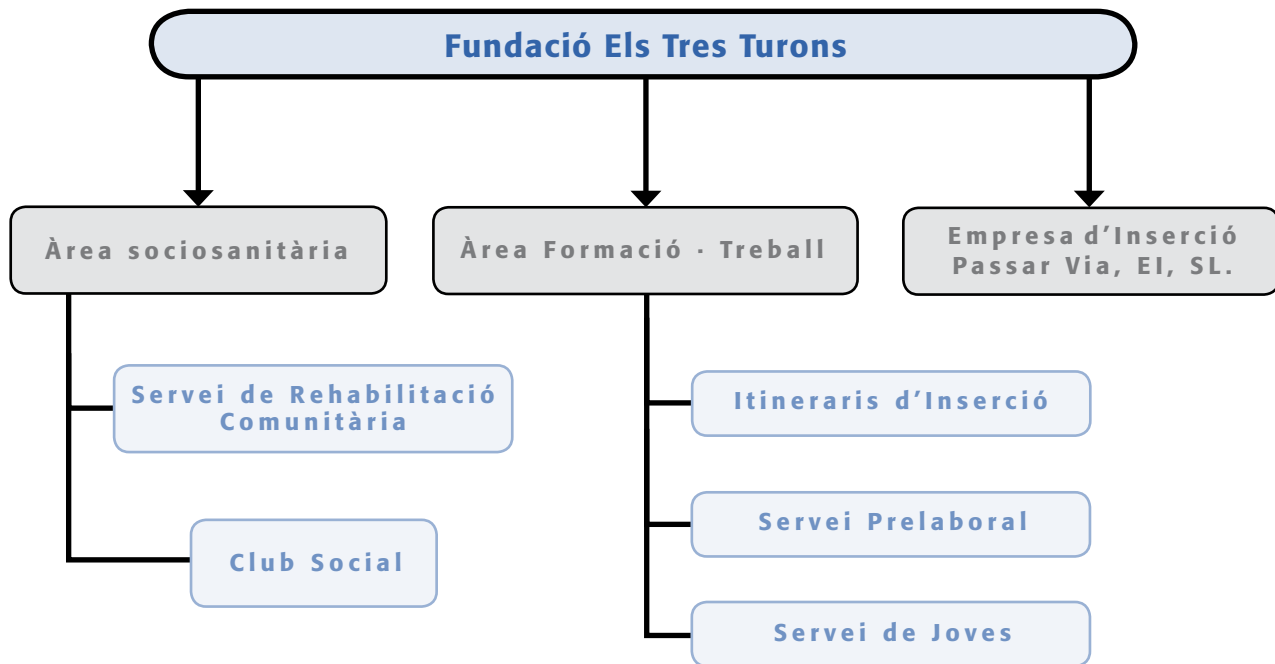 Fundació Els Tres Turons
Àrea sociosanitària
Àrea Formació · Treball
Empresa d'Inserció
Passar Via, EI, SL.
Servei de Rehabilitació
Comunitària
Club Social
Itineraris d'Inserció
Servei Prelaboral
Servei de Joves